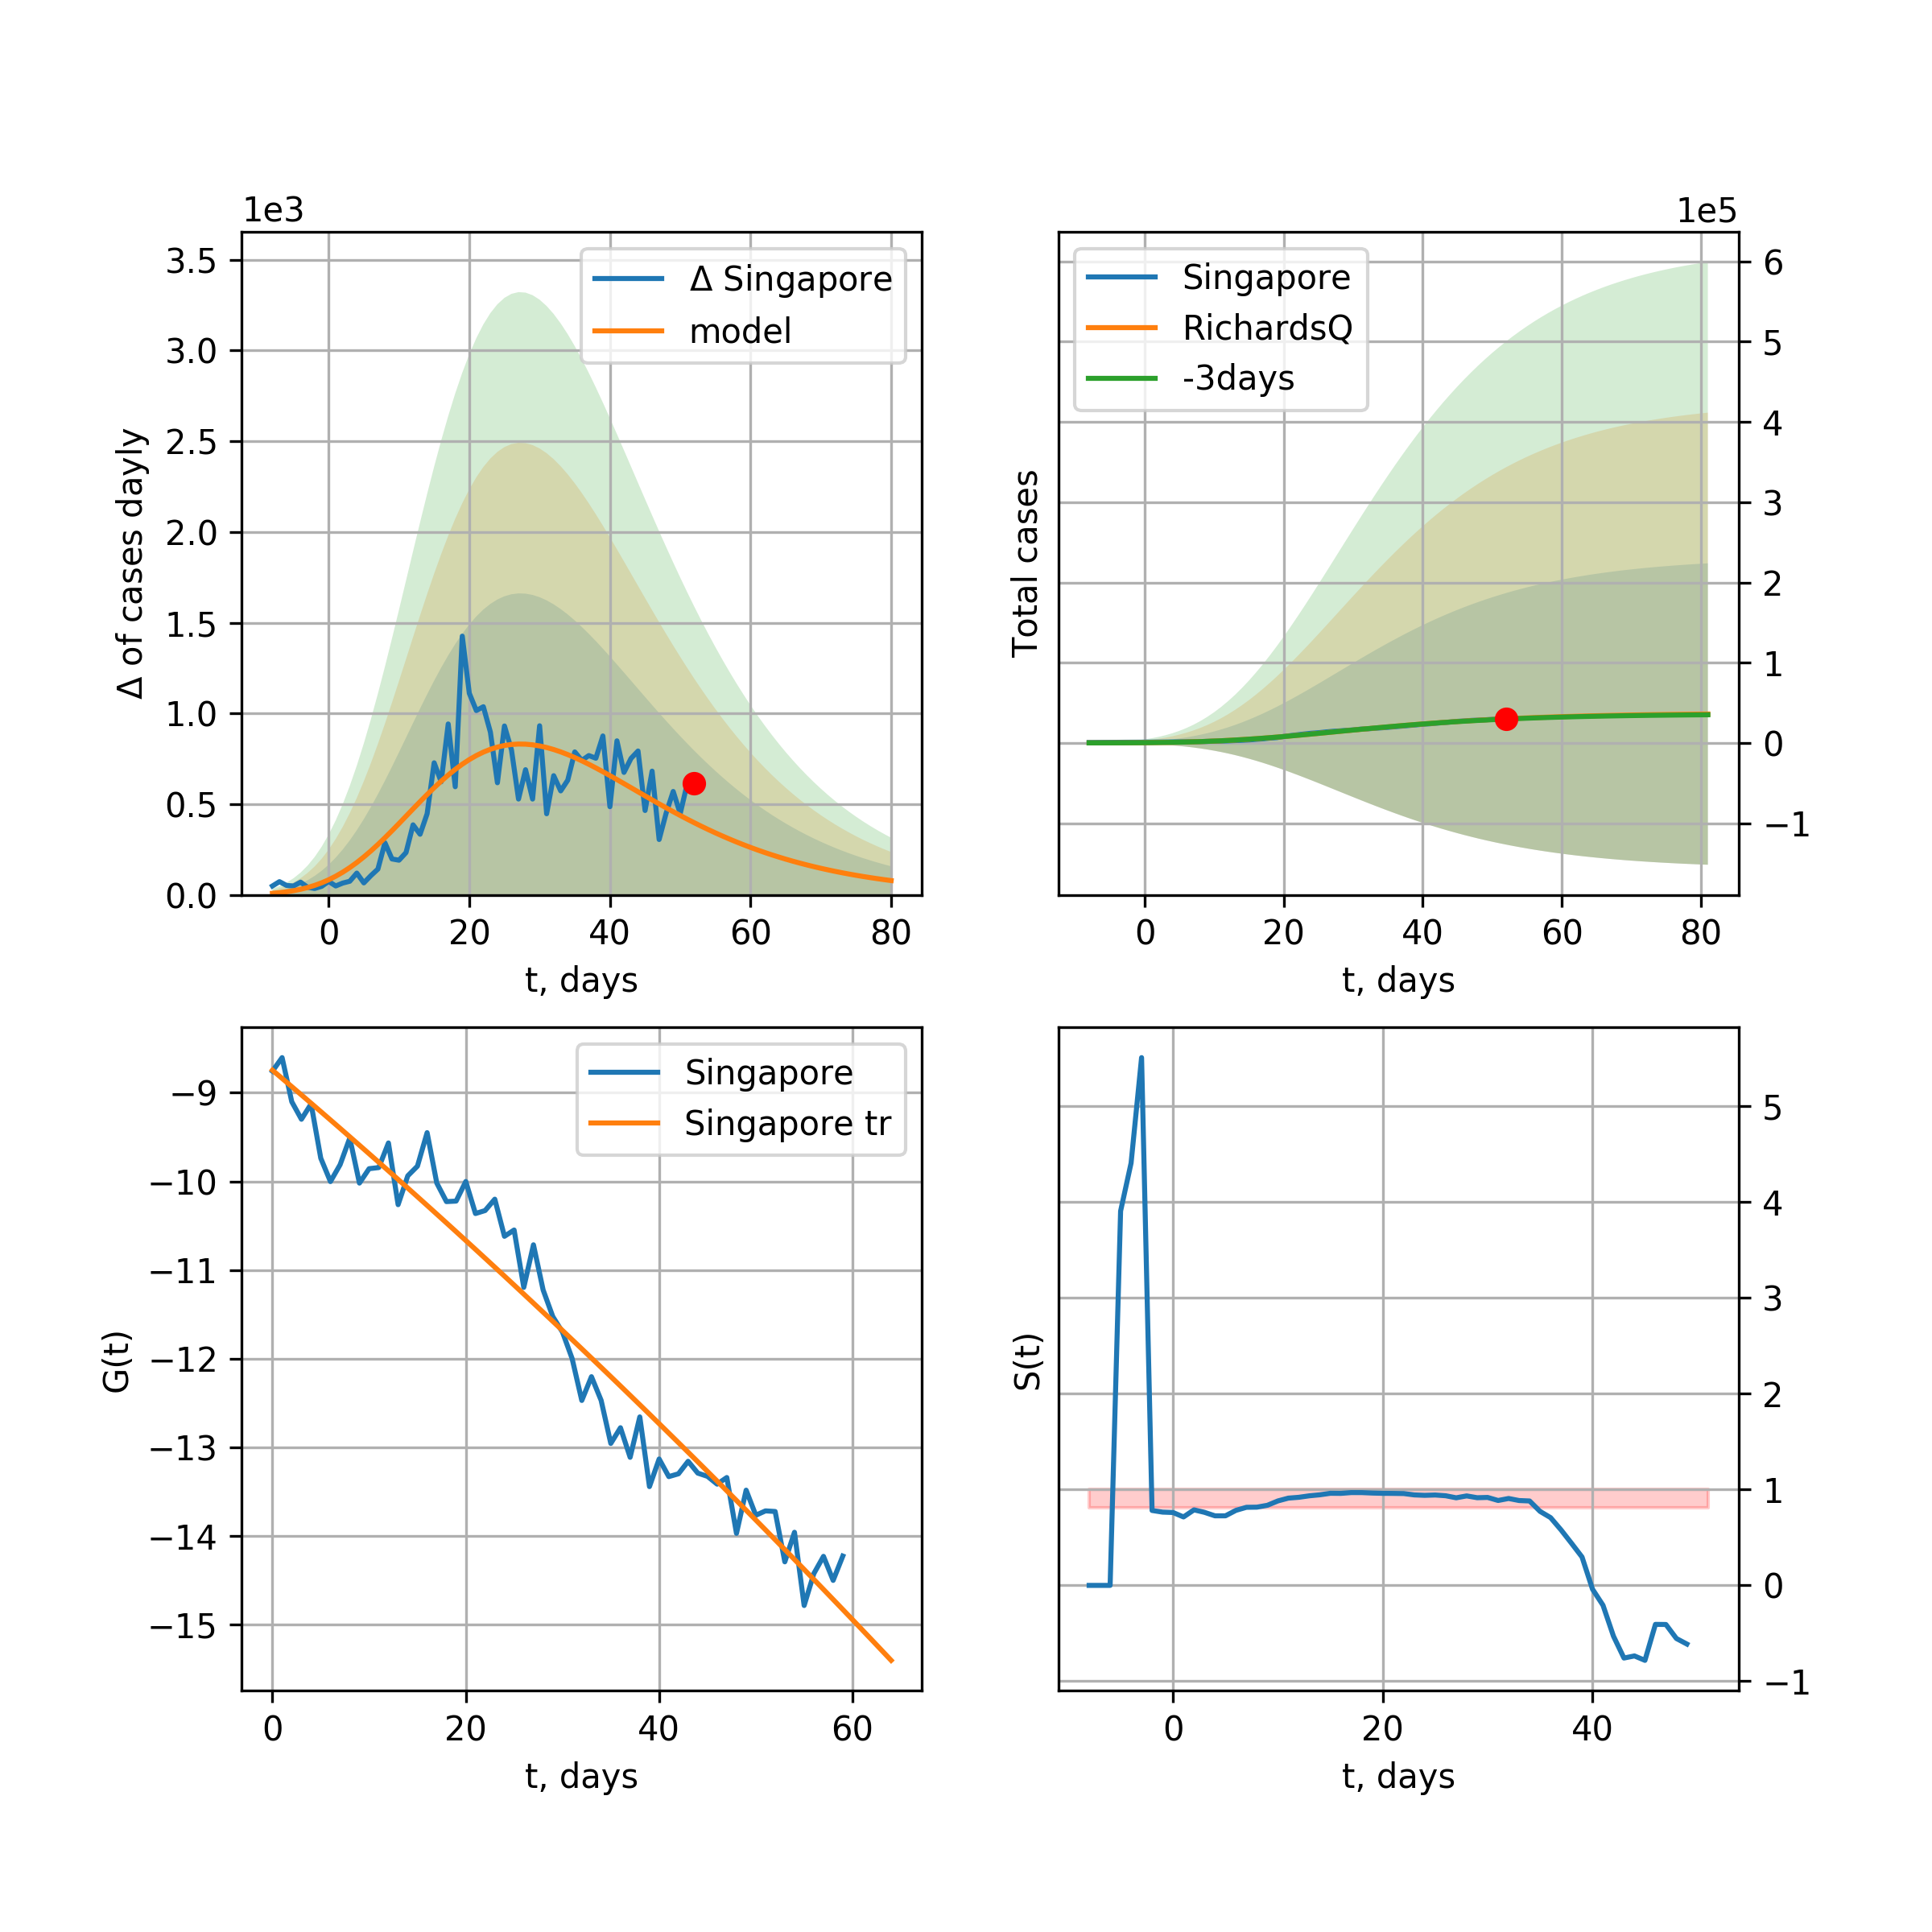 1e3
3.5
3.0
2.5
2.0
1.5
1.0
0.5
0.0
Δ of cases dayly
Δ Singapore
model
0 20 40 60 80
t, days
1e5
Singapore
RichardsQ
-3days
Total cases
6
5
4
3
2
1
0
−1
0 20 40 60 80
t, days
Singapore
Singapore tr
G(t)
−9
−10
−11
−12
−13
−14
−15
0 20 40 60
t, days
S(t)
5
4
3
2
1
0
−1
0 20 40
t, days